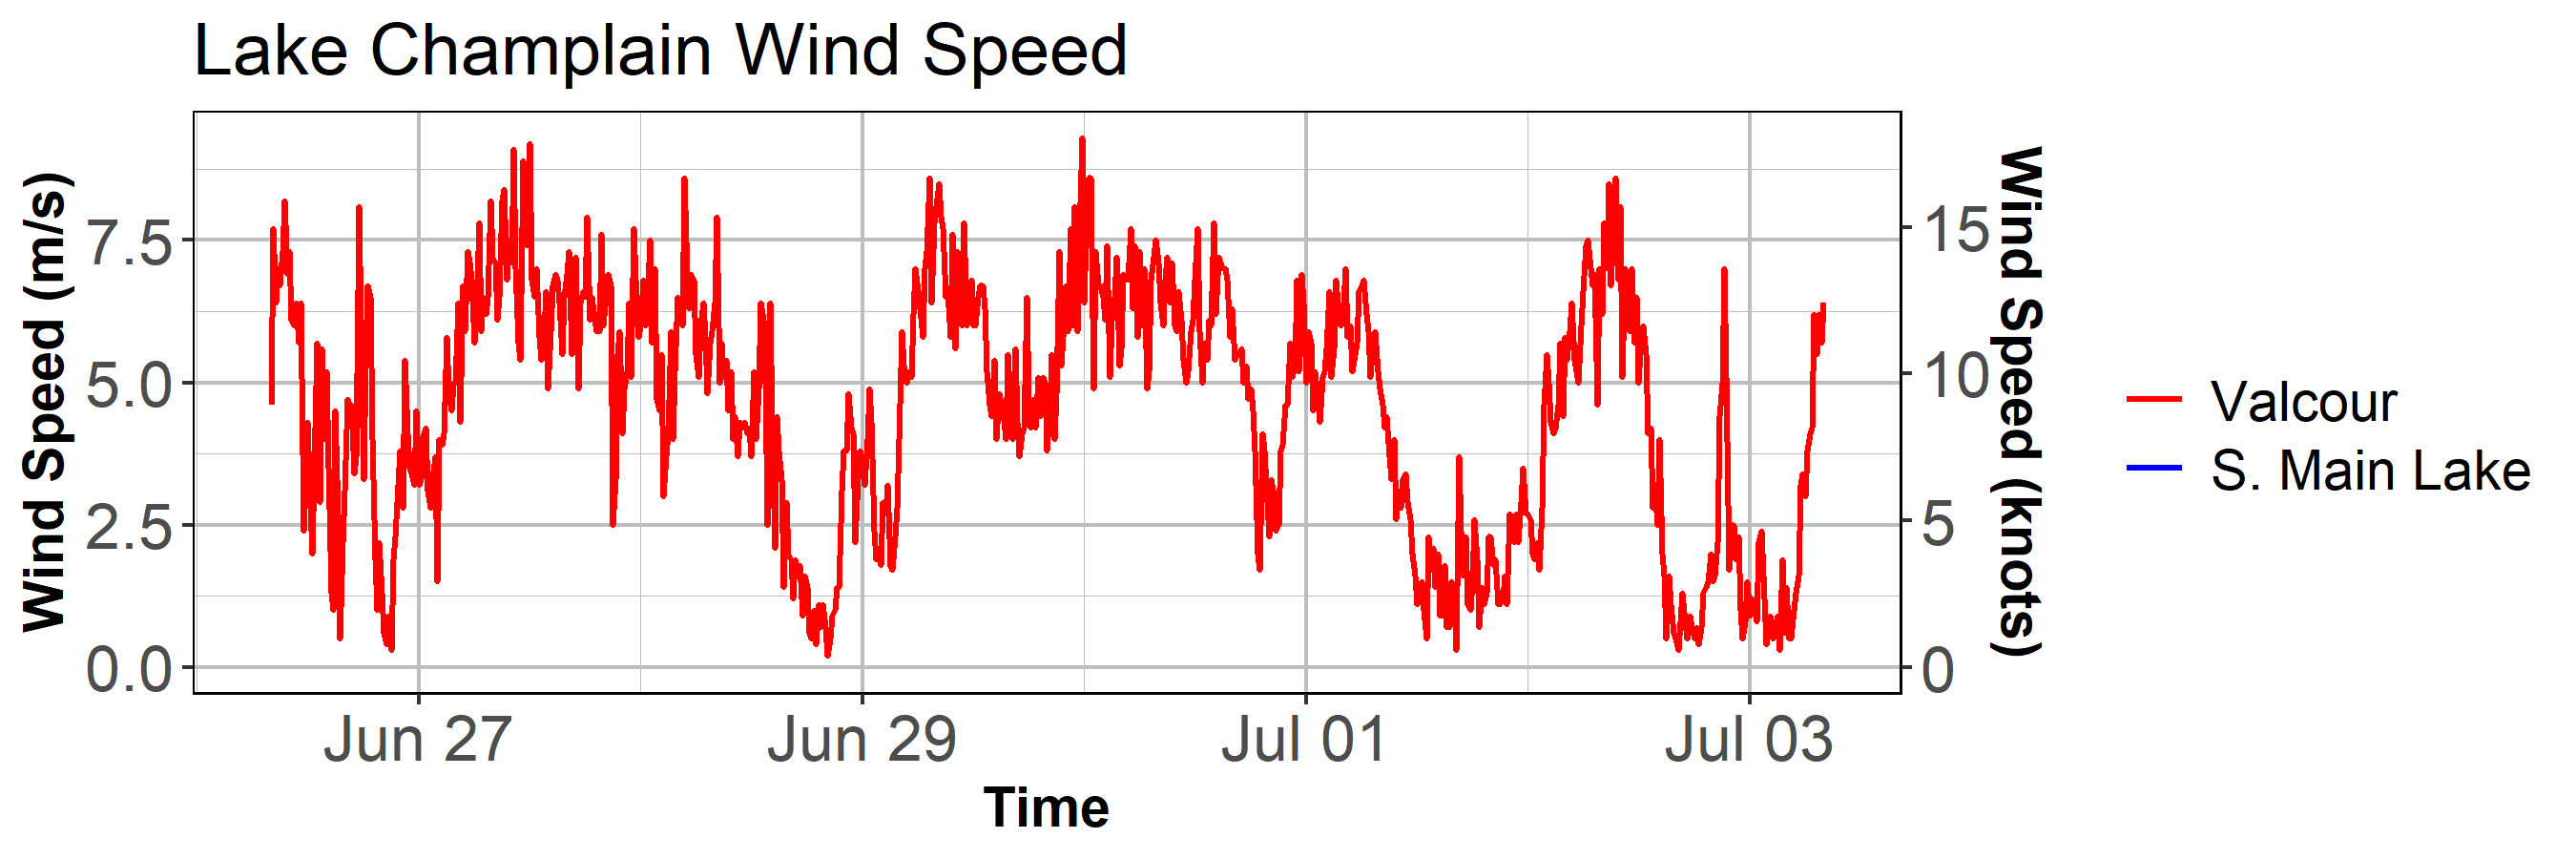 Lake Champlain Wind Speed
Wind Speed (m/s)
7.5
5.0
2.5
0.0
15
10
5
0
Wind Speed (knots)
Jun 27
Jun 29
Jul 01
Jul 03
Time
Valcour
S. Main Lake